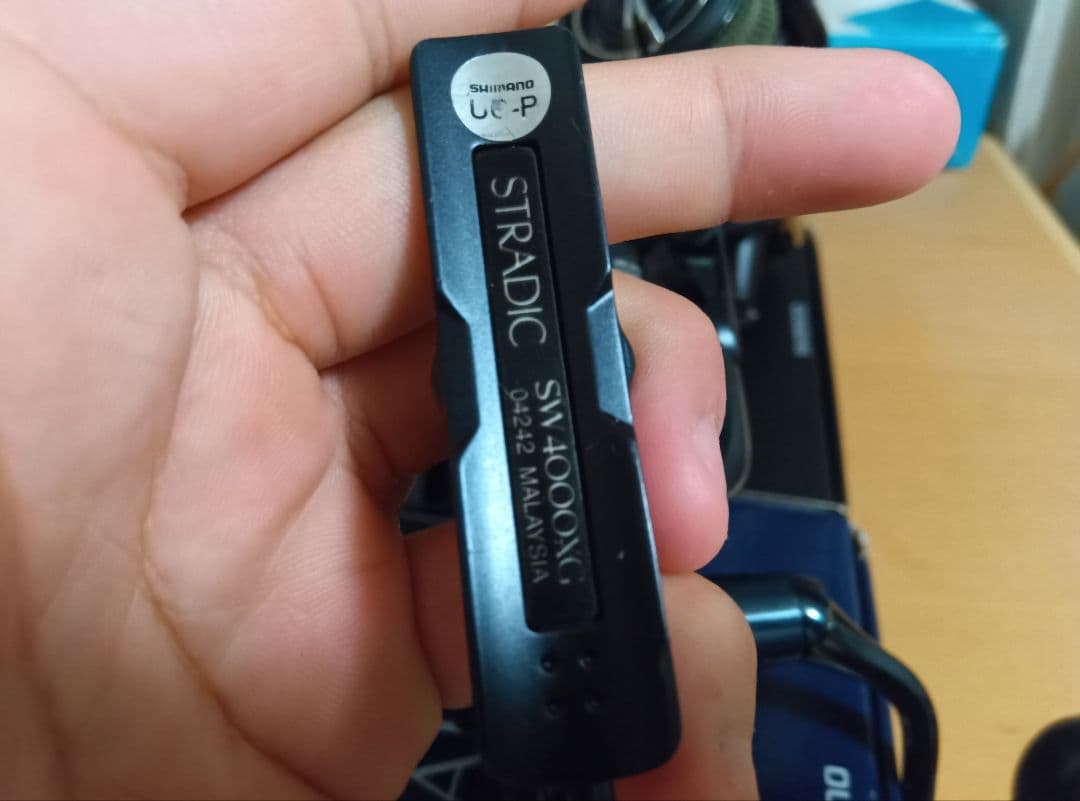 SHIMANO
-P
STRADIC
SW4000XG
04242 MALAYSIA